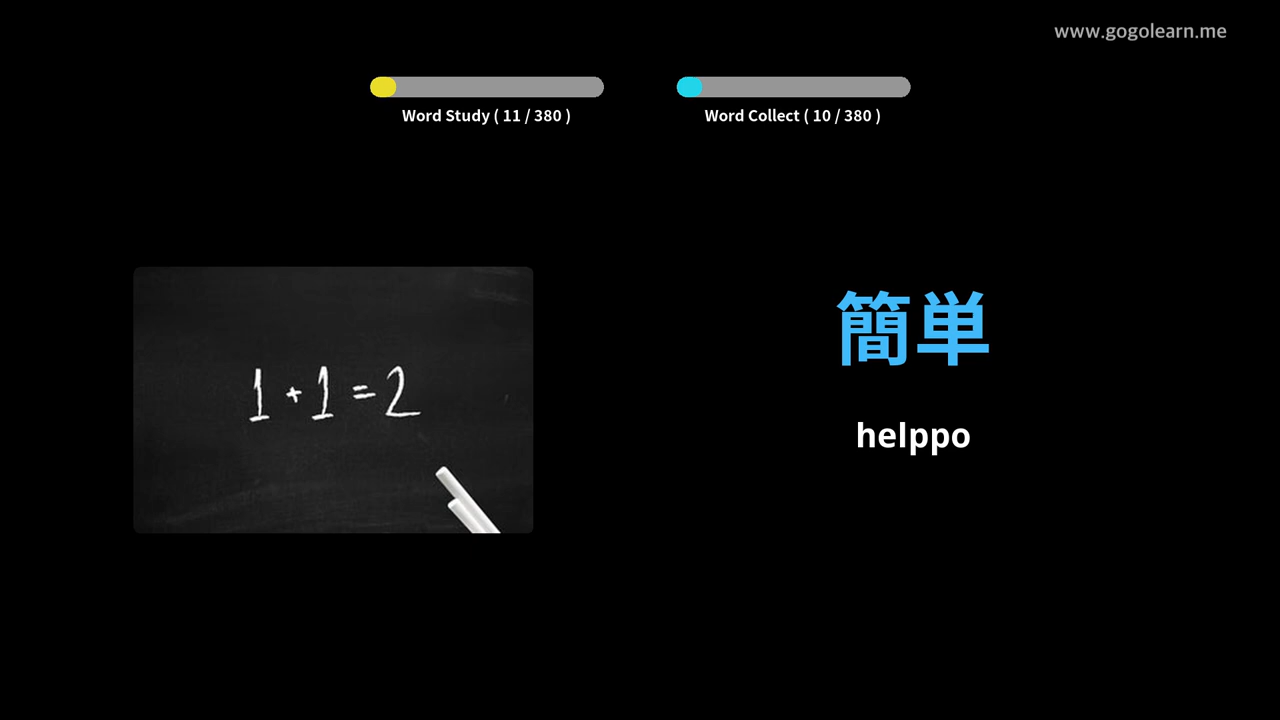 www.gogolearn.me
Word Study ( 11 / 380 )
Word Collect ( 10 / 380 )
1 + 1 = 2
簡単
helppo